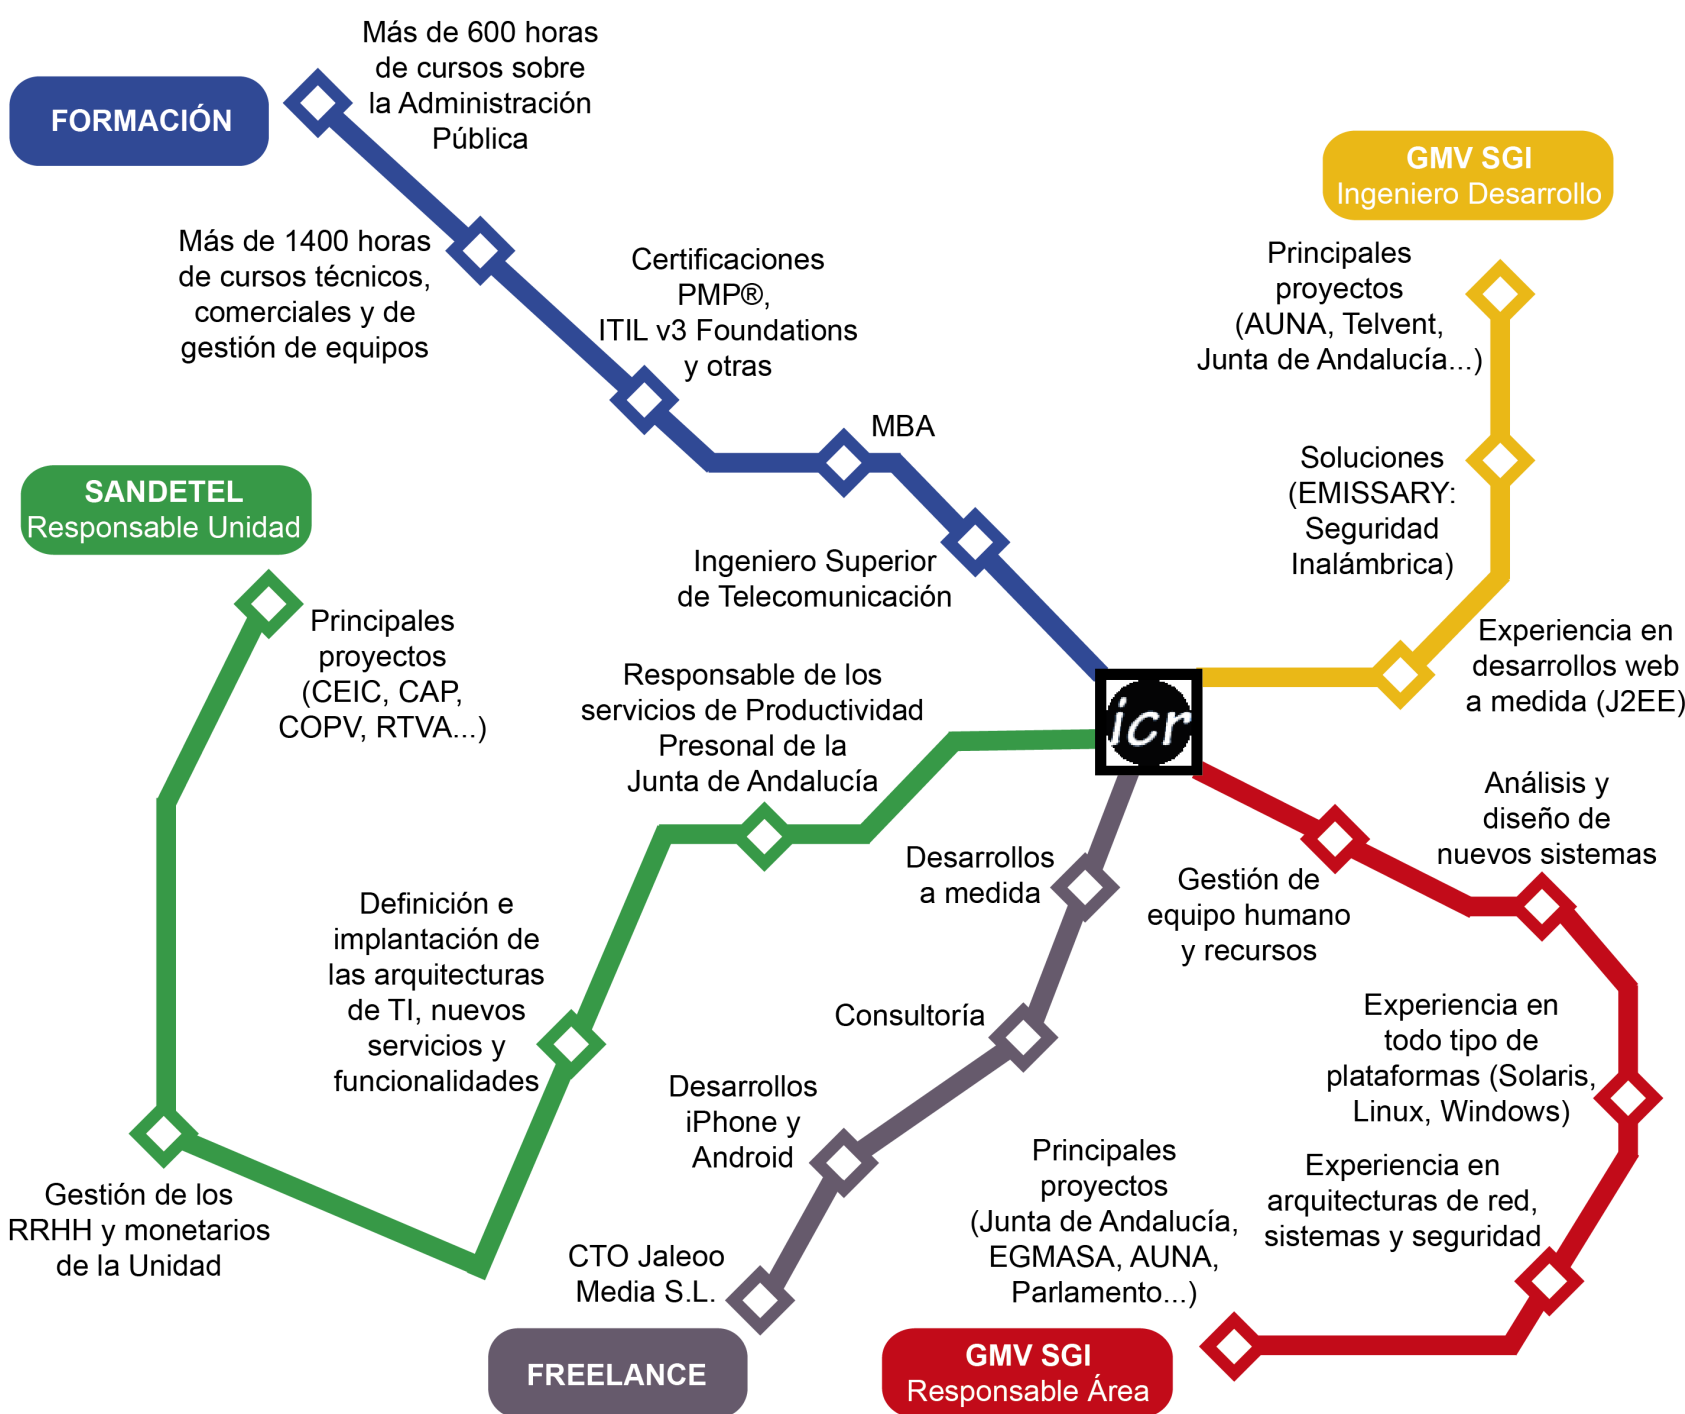 FORMACIÓN
Más de 600 horas
de cursos sobre
la Administración
Pública
Más de 1400 horas
de cursos técnicos,
comerciales y de
gestión de equipos
Certificaciones
PMP®,
ITIL v3 Foundations
y otras
MBA
Ingeniero Superior
de Telecomunicación
GMV SGI
Ingeniero Desarrollo
Principales
proyectos
(AUNA, Telvent,
Junta de Andalucía...)
Soluciones
(EMISSARY:
Seguridad
Inalámbrica)
Experiencia en
desarrollos web
a medida (J2EE)
icr
SANDETEL
Responsable Unidad
Principales
proyectos
(CEIC, CAP,
COPV, RTVA...)
Responsable de los
servicios de Productividad
Presonal de la
Junta de Andalucía
Definición e
implantación de
las arquitecturas
de TI, nuevos
servicios y
funcionalidades
Gestión de los
RRHH y monetarios
de la Unidad
Desarrollos
a medida
Consultoría
Desarrollos
iPhone y
Android
CTO Jaleoo
Media S.L.
FREELANCE
Gestión de
equipo humano
y recursos
Análisis y
diseño de
nuevos sistemas
Experiencia en
todo tipo de
plataformas (Solaris,
Linux, Windows)
Experiencia en
arquitecturas de red,
sistemas y seguridad
Principales
proyectos
(Junta de Andalucía,
EGMASA, AUNA,
Parlamento...)
GMV SGI
Responsable Área